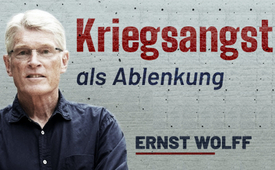 Kriegsangst
als Ablenkung
ERNST WOLFF